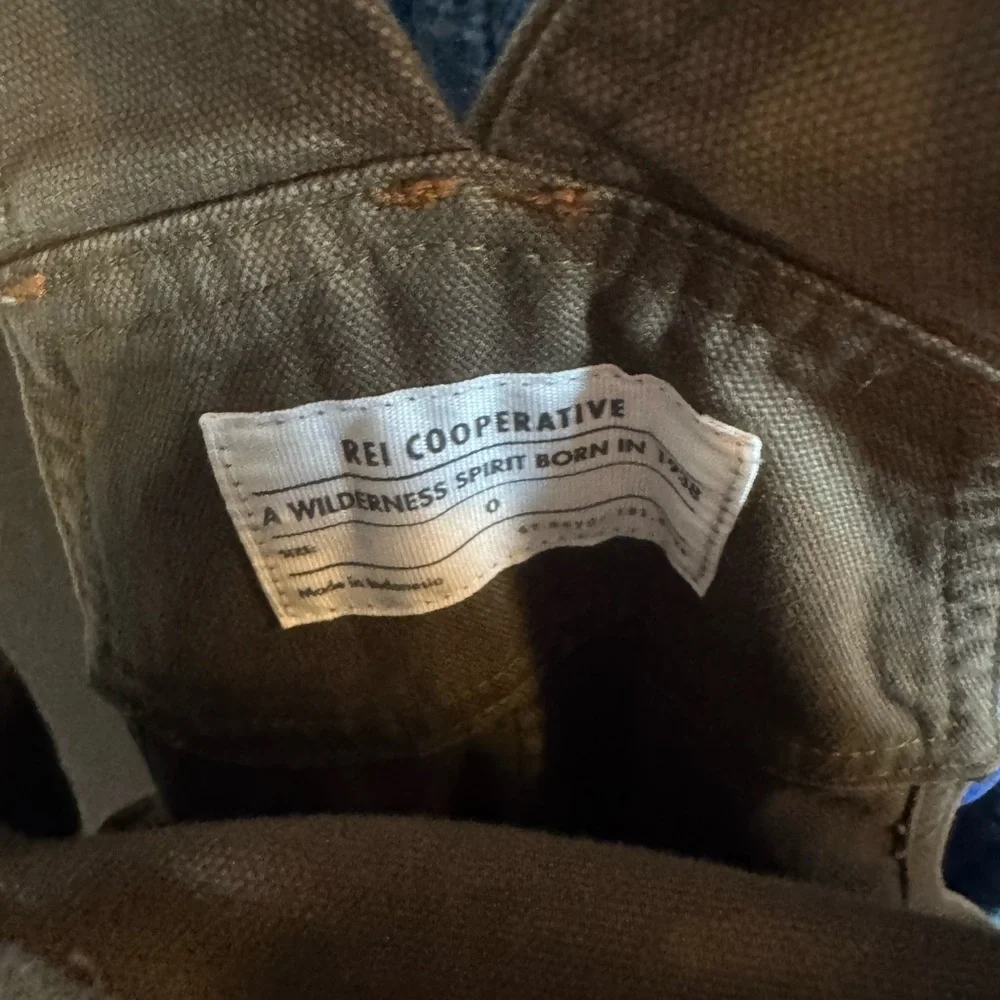 REI COOPERATIVE
A WILDERNESS SPIRIT BORN IN 1938
SIZE: 0
Made in Indonesia